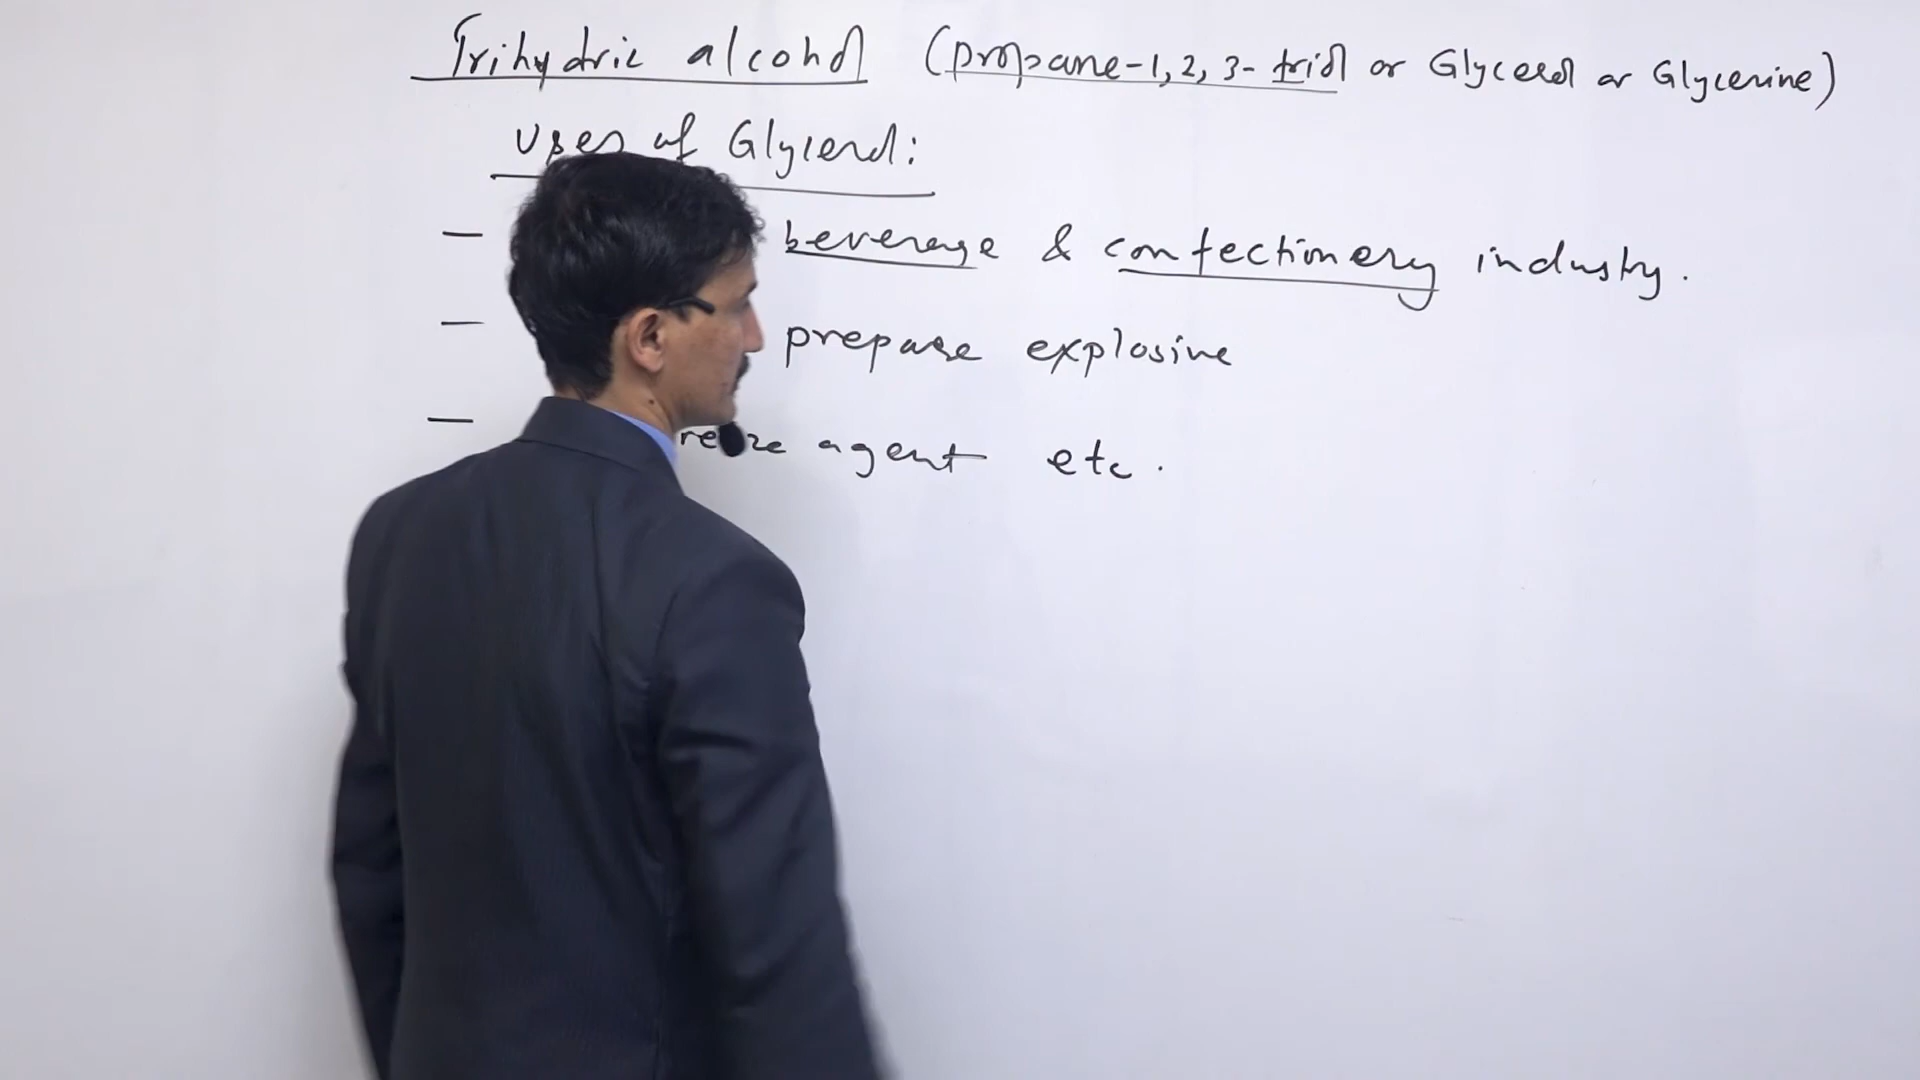 Trihydric alcohol (propane-1,2,3-triol or Glycerol or Glycerine)
Uses of Glycerol:
— beverage & confectionery industry.
— prepare explosive
— agent etc.